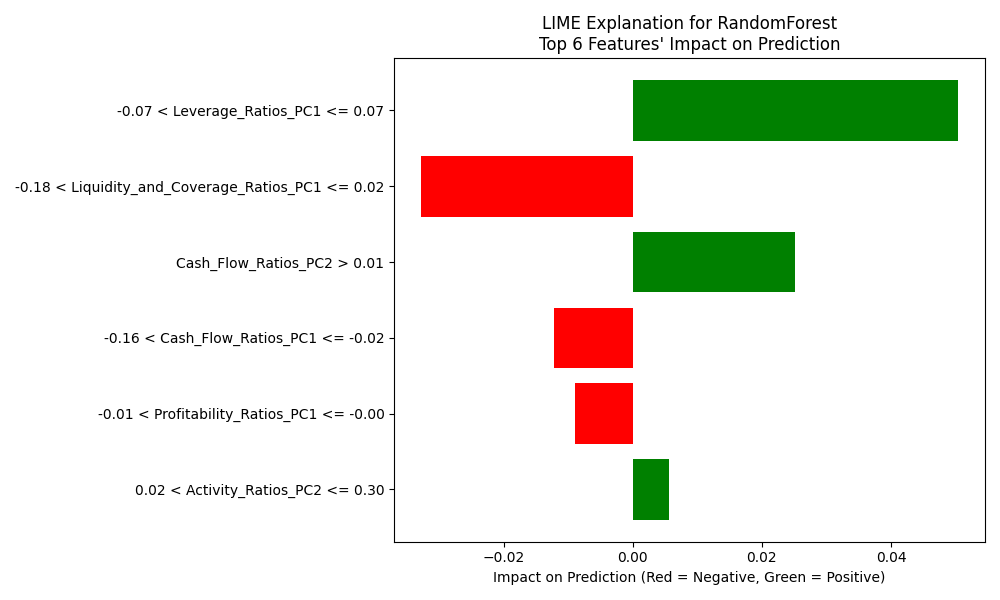 LIME Explanation for RandomForest
Top 6 Features' Impact on Prediction
-0.07 < Leverage_Ratios_PC1 <= 0.07
-0.18 < Liquidity_and_Coverage_Ratios_PC1 <= 0.02
Cash_Flow_Ratios_PC2 > 0.01
-0.16 < Cash_Flow_Ratios_PC1 <= -0.02
-0.01 < Profitability_Ratios_PC1 <= -0.00
0.02 < Activity_Ratios_PC2 <= 0.30
−0.02 0.00 0.02 0.04
Impact on Prediction (Red = Negative, Green = Positive)